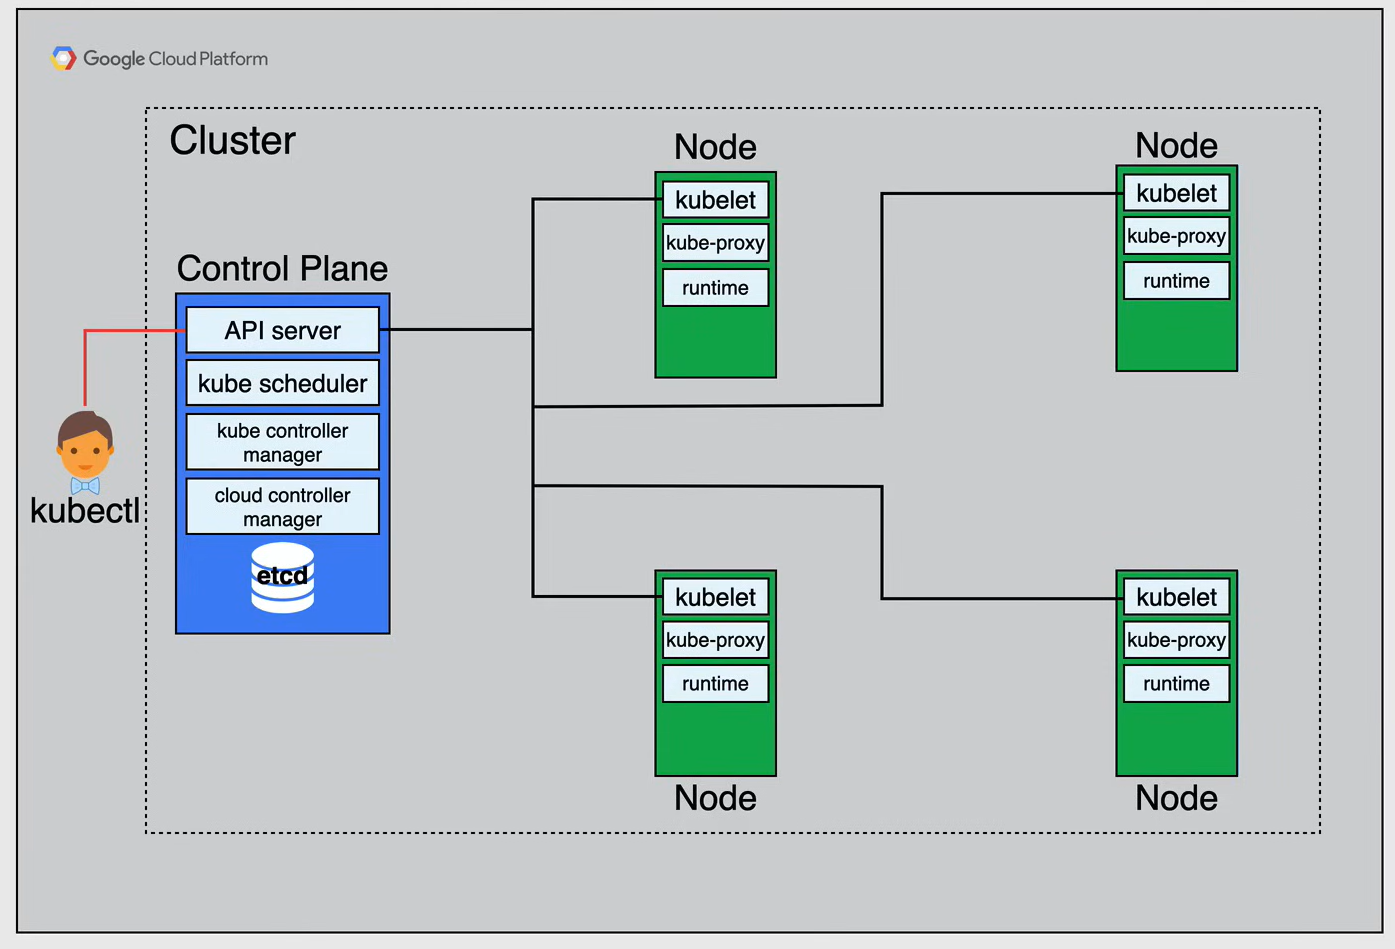 Google Cloud Platform
Cluster
Control Plane
API server
kube scheduler
kube controller
manager
cloud controller
manager
etcd
kubectl
Node
kubelet
kube-proxy
runtime
Node
kubelet
kube-proxy
runtime
kubelet
kube-proxy
runtime
Node
kubelet
kube-proxy
runtime
Node